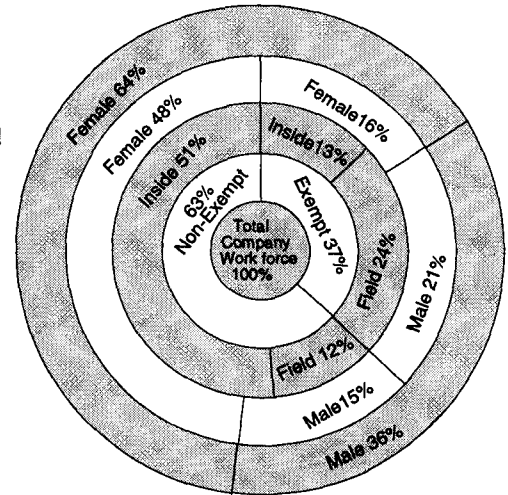 Female 64%
Female 48%
Inside 51%
63%
Non-Exempt
Total
Company
Work force
100%
Exempt 37%
Inside13%
Female16%
Field 24%
Male 21%
Field 12%
Male15%
Male 36%